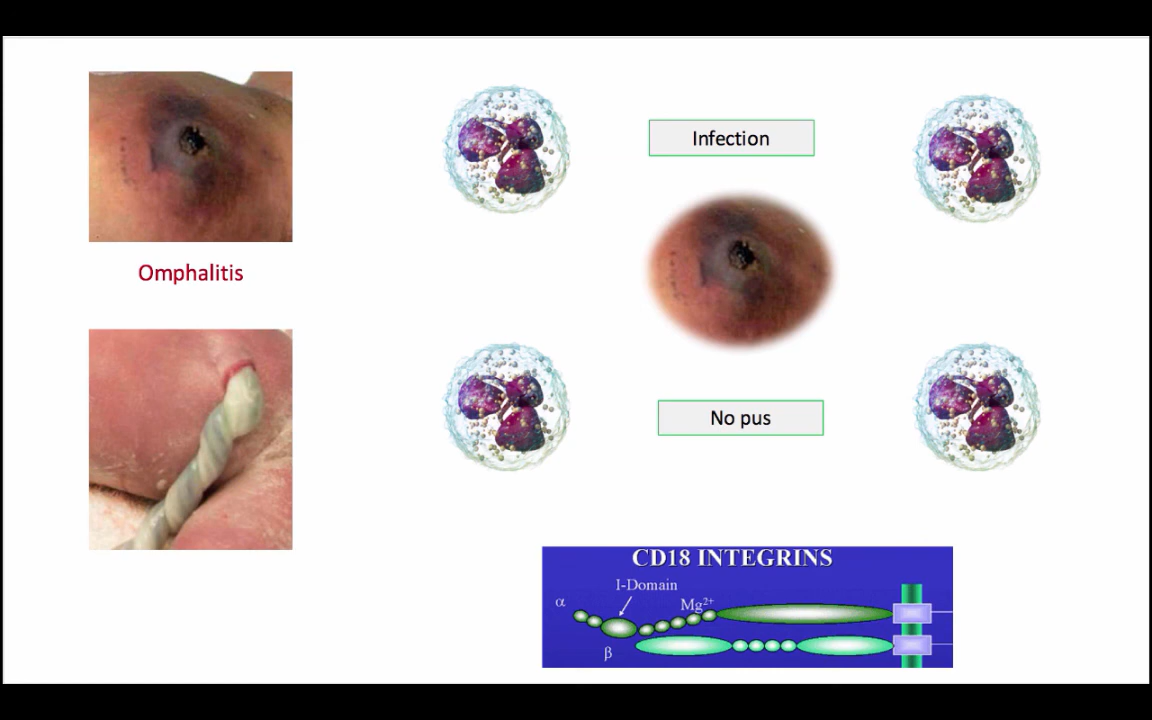 Infection
Omphalitis
No pus
CD18 INTEGRINS
I-Domain
α
Mg²⁺
β